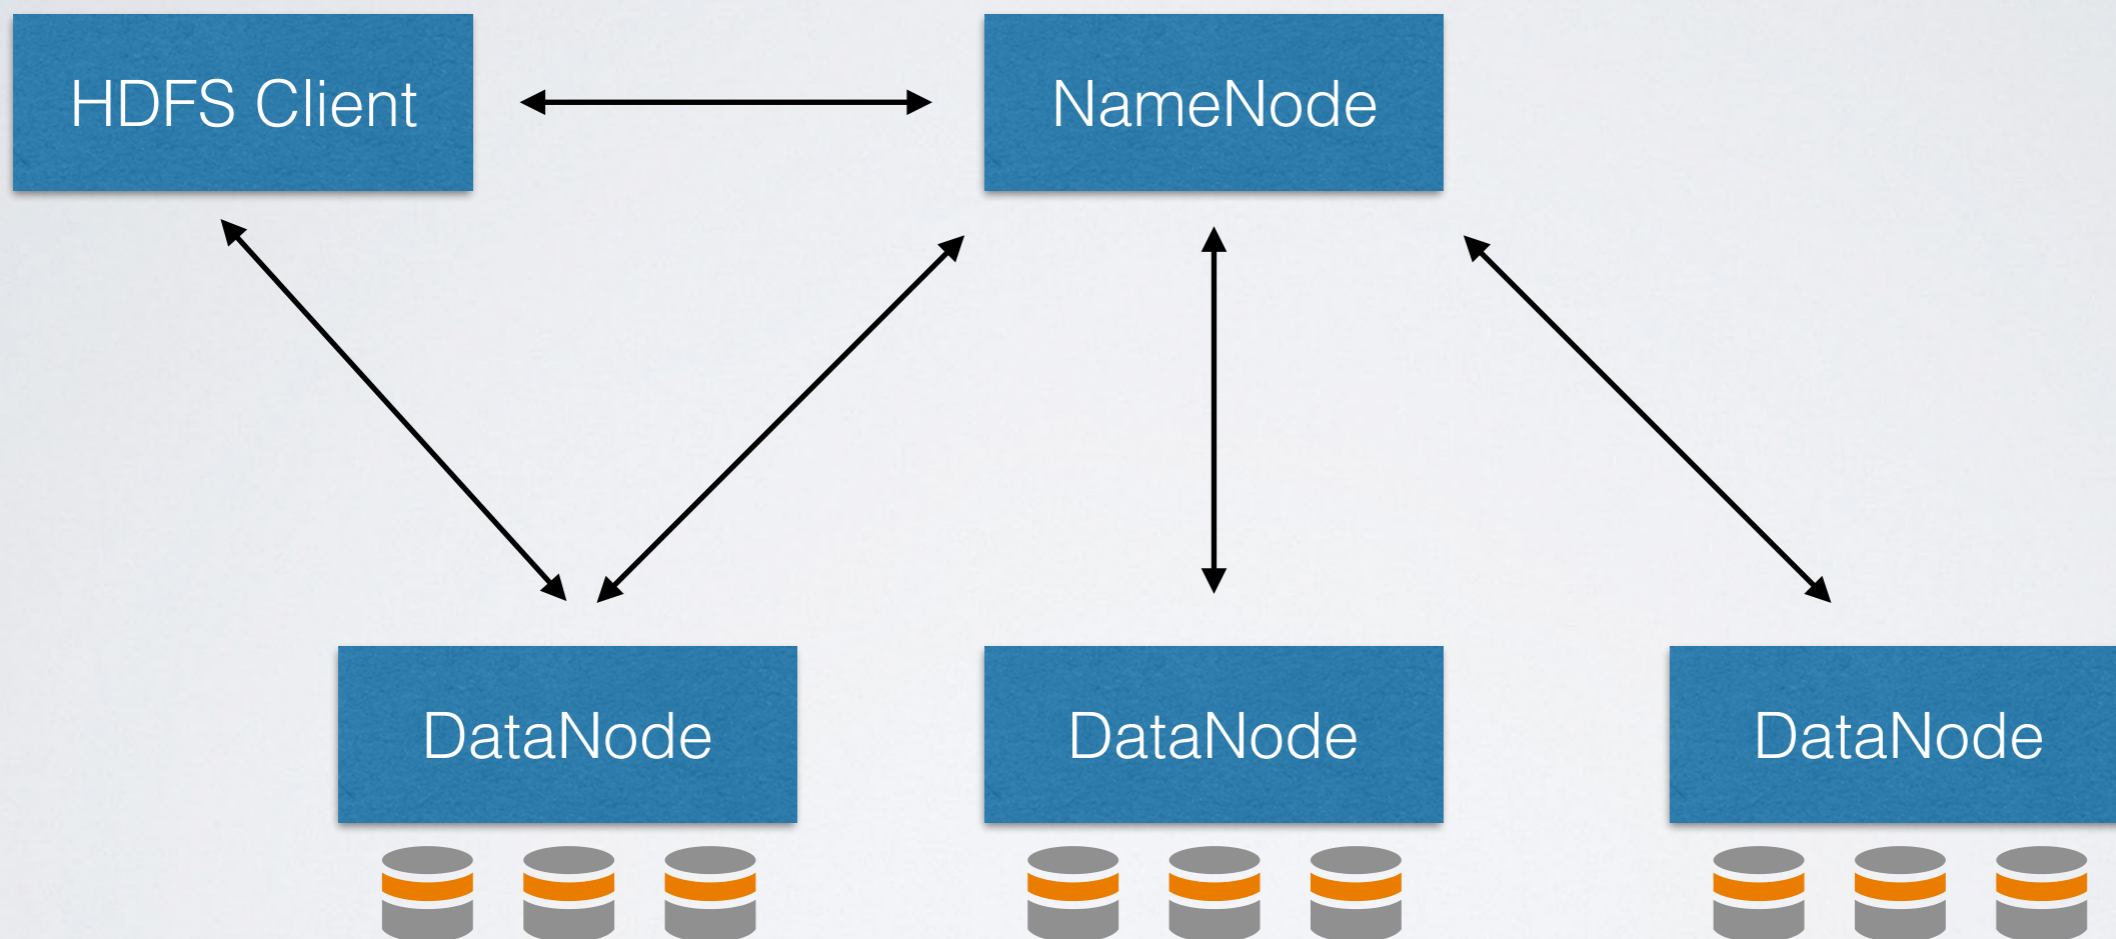 HDFS Client
NameNode
DataNode
DataNode
DataNode